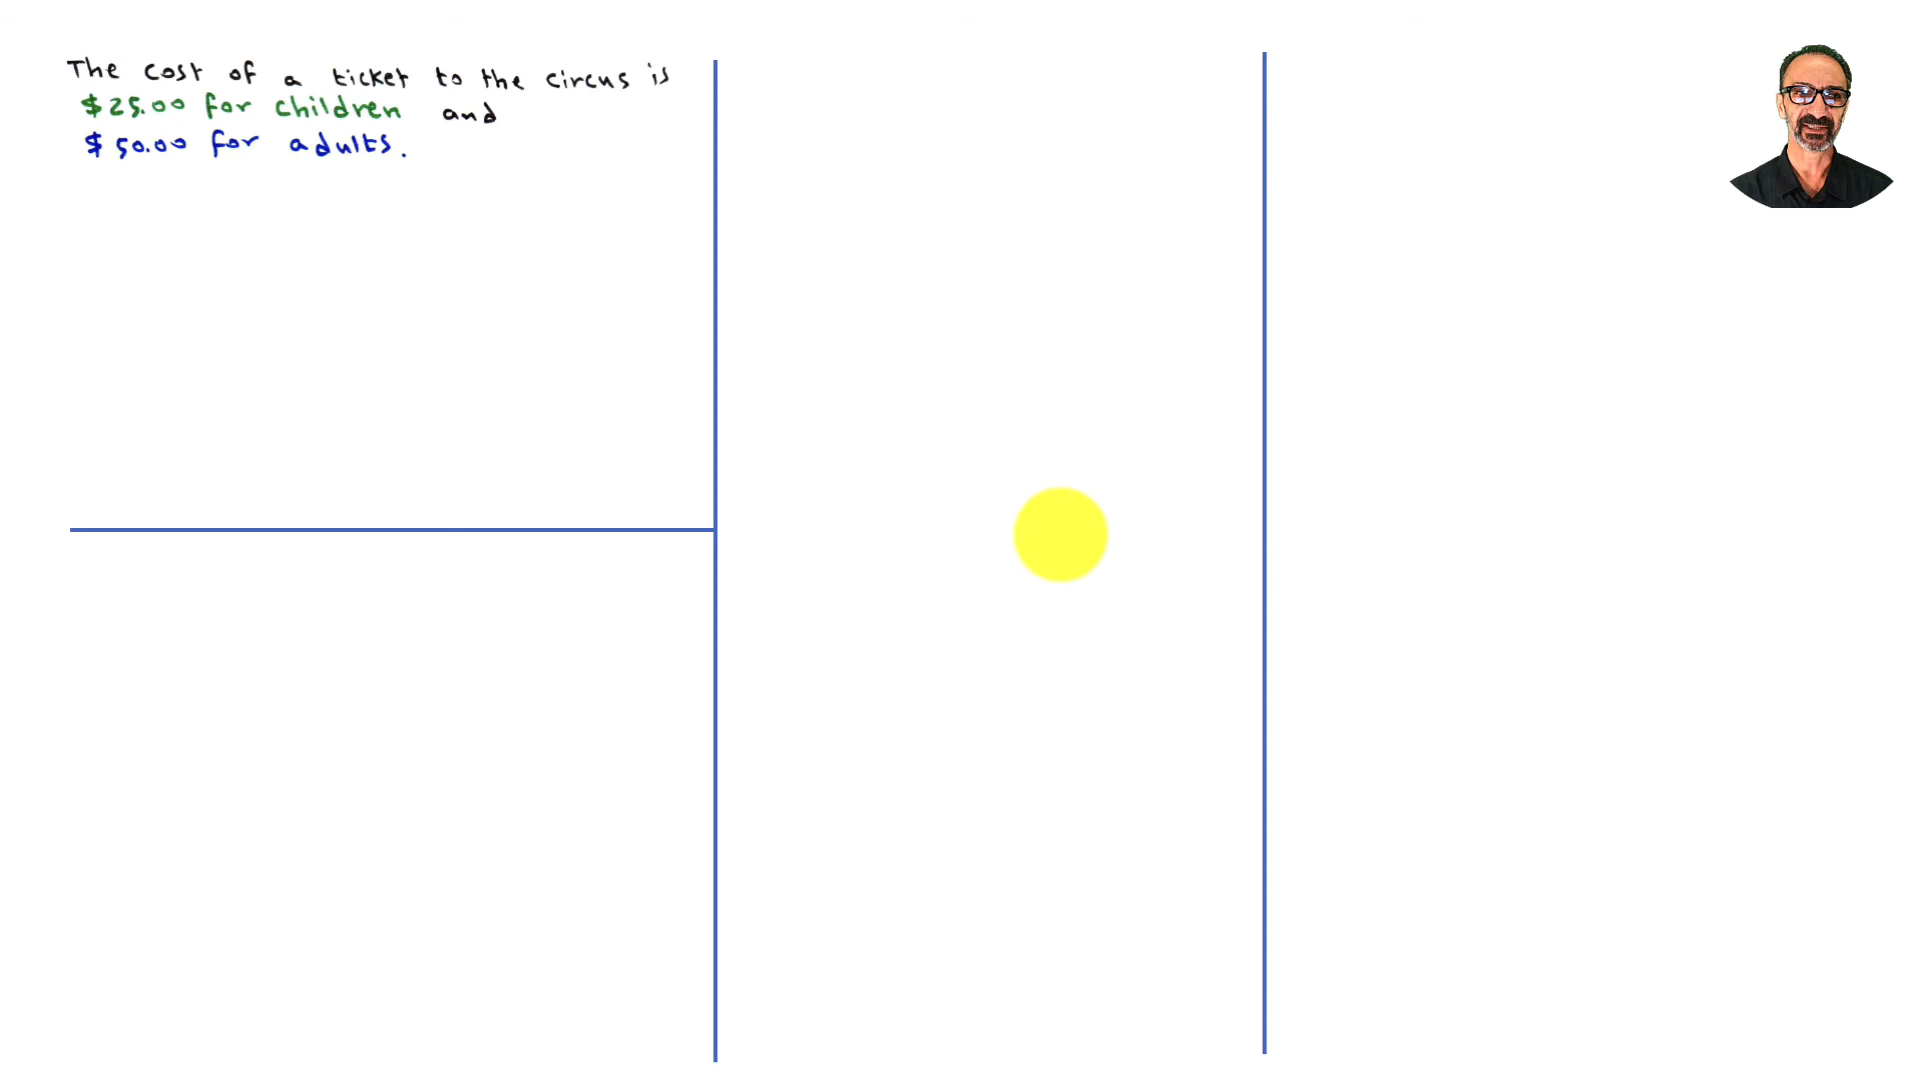 The cost of a ticket to the circus is
$25.00 for children and
$50.00 for adults.